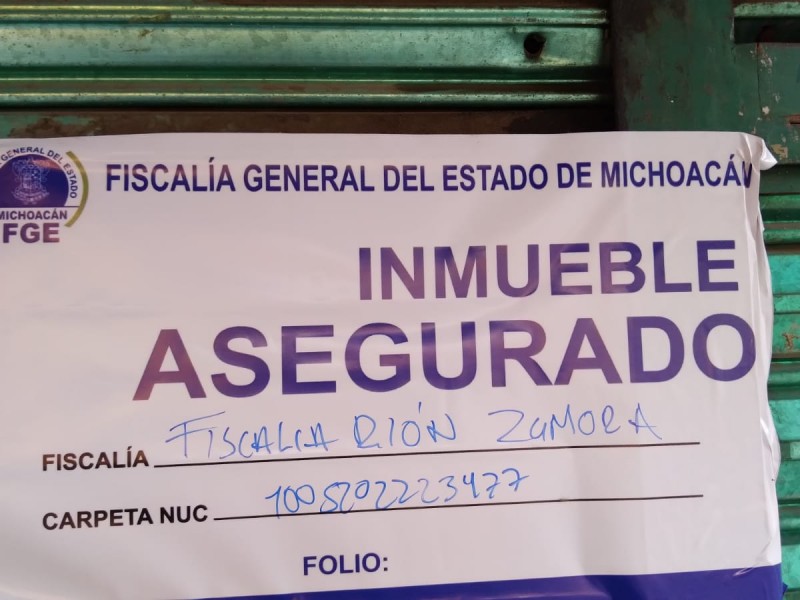 GENERAL DEL ESTADO
MICHOACÁN
FGE
FISCALÍA GENERAL DEL ESTADO DE MICHOACÁN
INMUEBLE
ASEGURADO
FISCALÍA FISCALIA RIÓN ZAMORA
CARPETA NUC 1005202223477
FOLIO: